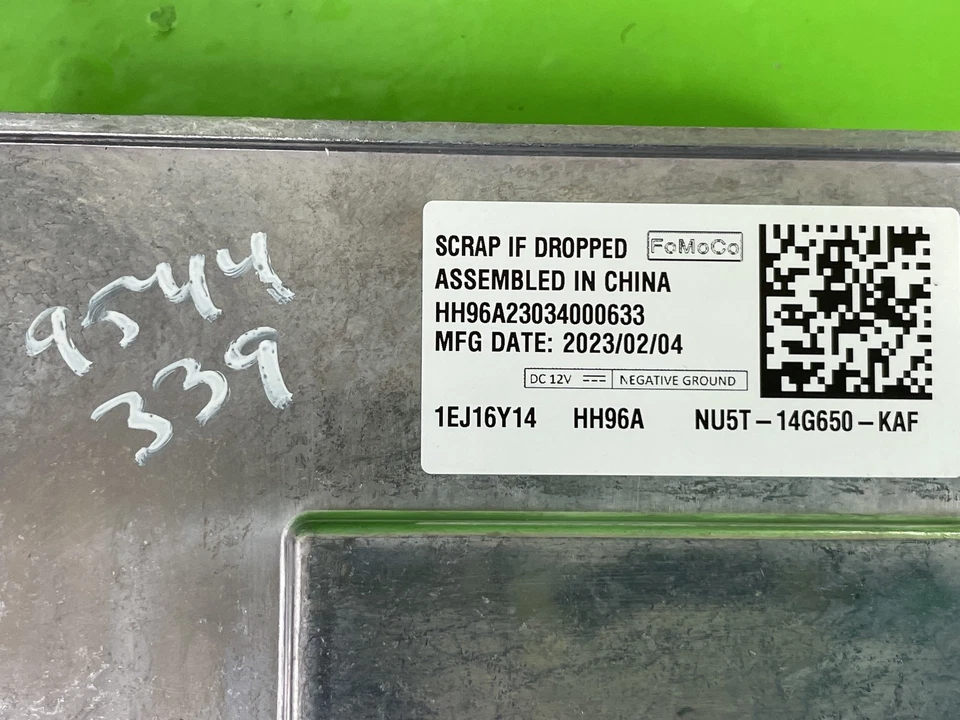 9544
339
SCRAP IF DROPPED FoMoCo
ASSEMBLED IN CHINA
HH96A23034000633
MFG DATE: 2023/02/04
DC 12V NEGATIVE GROUND
1EJ16Y14 HH96A NU5T-14G650-KAF